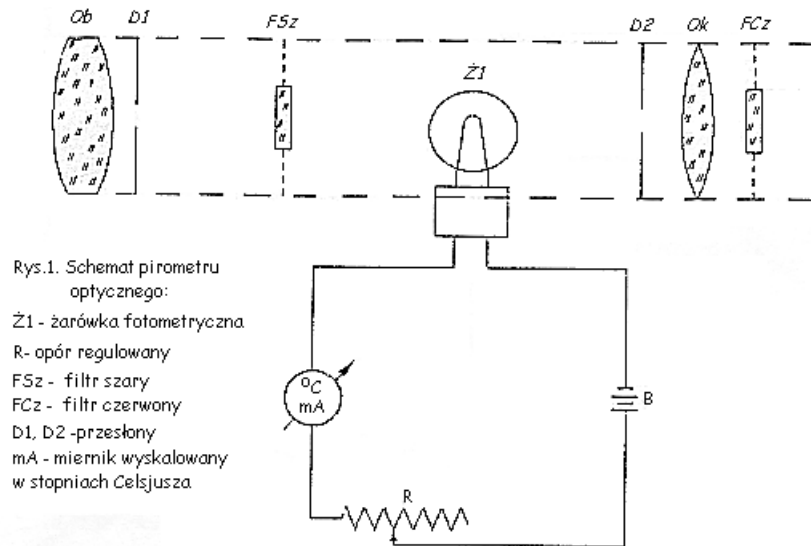 Ob D1 FSz D2 Ok FCz
Ż1
Rys.1. Schemat pirometru
optycznego:
Ż1 - żarówka fotometryczna
R- opór regulowany
FSz - filtr szary
FCz - filtr czerwony
D1, D2 -przesłony
mA - miernik wyskalowany
w stopniach Celsjusza
°C
mA
B
R